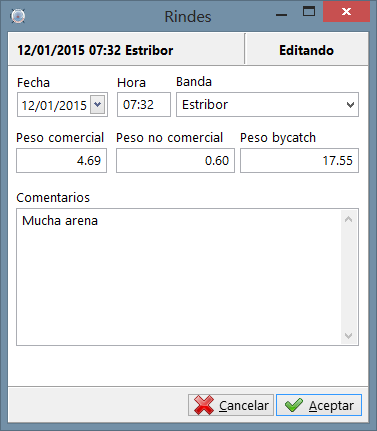 Rindes
12/01/2015 07:32 Estribor Editando
Fecha Hora Banda
12/01/2015 07:32 Estribor
Peso comercial Peso no comercial Peso bycatch
4.69 0.60 17.55
Comentarios
Mucha arena
Cancelar Aceptar